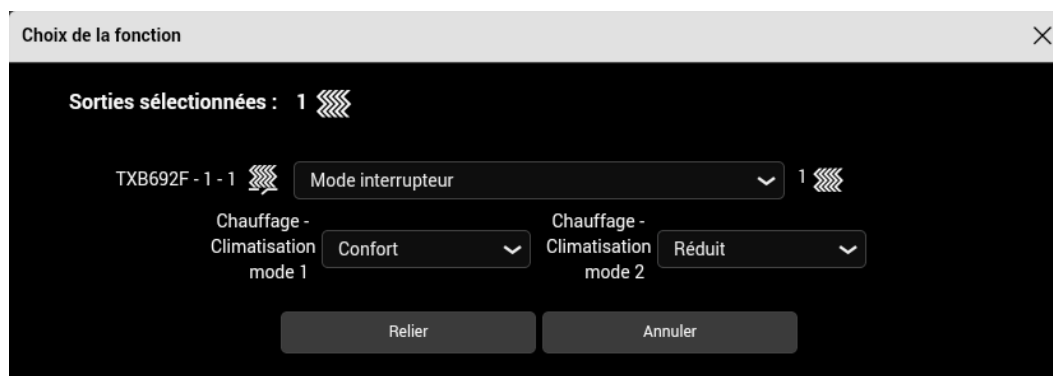 Choix de la fonction
Sorties sélectionnées : 1
TXB692F - 1 - 1 Mode interrupteur 1
Chauffage - Climatisation mode 1 Confort Chauffage - Climatisation mode 2 Réduit
Relier Annuler